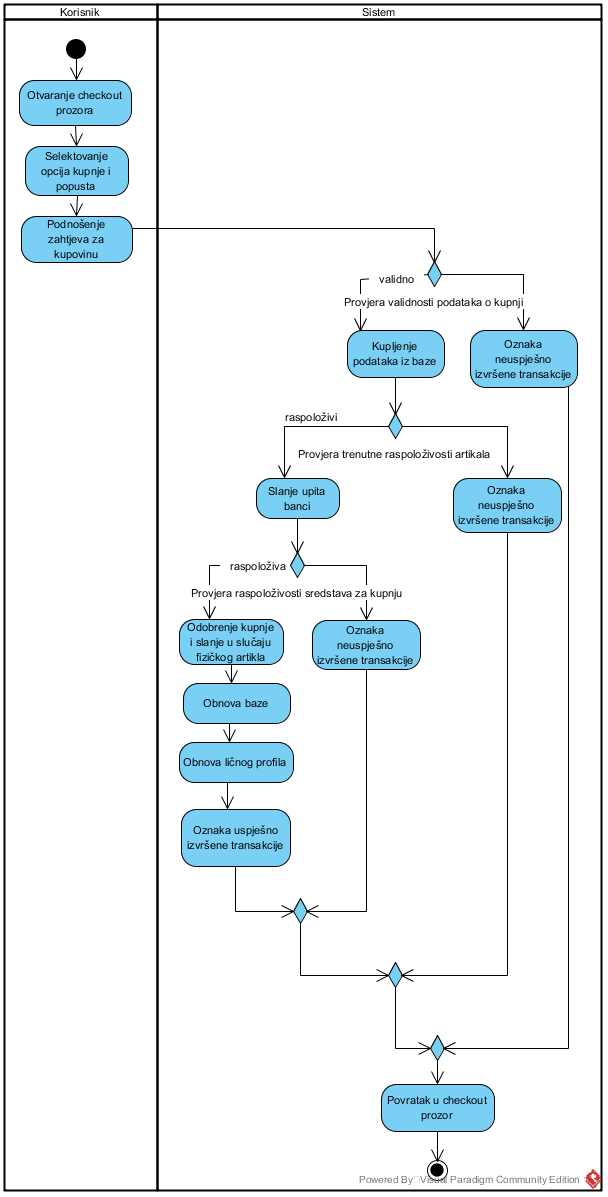 Korisnik
Sistem
Otvaranje checkout
prozora
Selektovanje
opcija kupnje i
popusta
Podnošenje
zahtjeva za
kupovinu
validno
Provjera validnosti podataka o kupnji
Kupljenje
podataka iz baze
Oznaka
neuspješno
izvršene transakcije
raspoloživi
Provjera trenutne raspoloživosti artikala
Slanje upita
banci
Oznaka
neuspješno
izvršene transakcije
raspoloživa
Provjera raspoloživosti sredstava za kupnju
Odobrenje kupnje
i slanje u slučaju
fizičkog artikla
Oznaka
neuspješno
izvršene transakcije
Obnova baze
Obnova ličnog profila
Oznaka uspješno
izvršene transakcije
Povratak u checkout
prozor
Powered By Visual Paradigm Community Edition